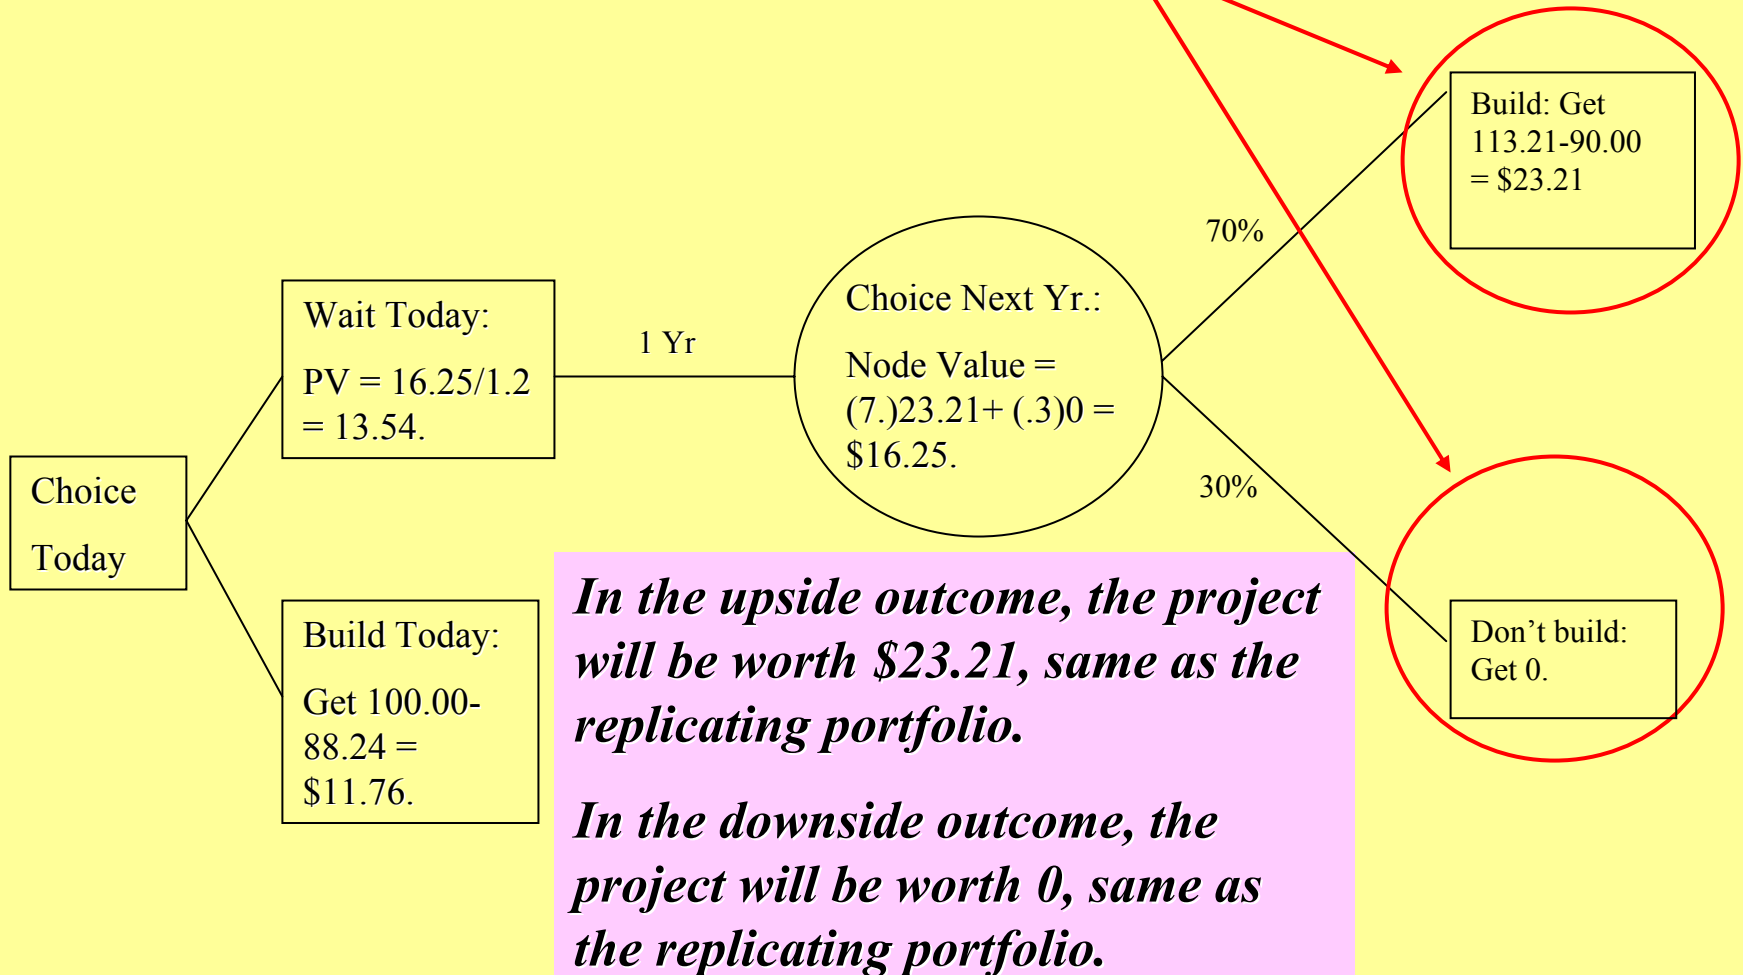 Choice
Today
Wait Today:
PV = 16.25/1.2
= 13.54.
Build Today:
Get 100.00-
88.24 =
$11.76.
1 Yr
Choice Next Yr.:
Node Value =
(7.)23.21+ (.3)0 =
$16.25.
70%
30%
Build: Get
113.21-90.00
= $23.21
Don’t build:
Get 0.
In the upside outcome, the project
will be worth $23.21, same as the
replicating portfolio.
In the downside outcome, the
project will be worth 0, same as
the replicating portfolio.